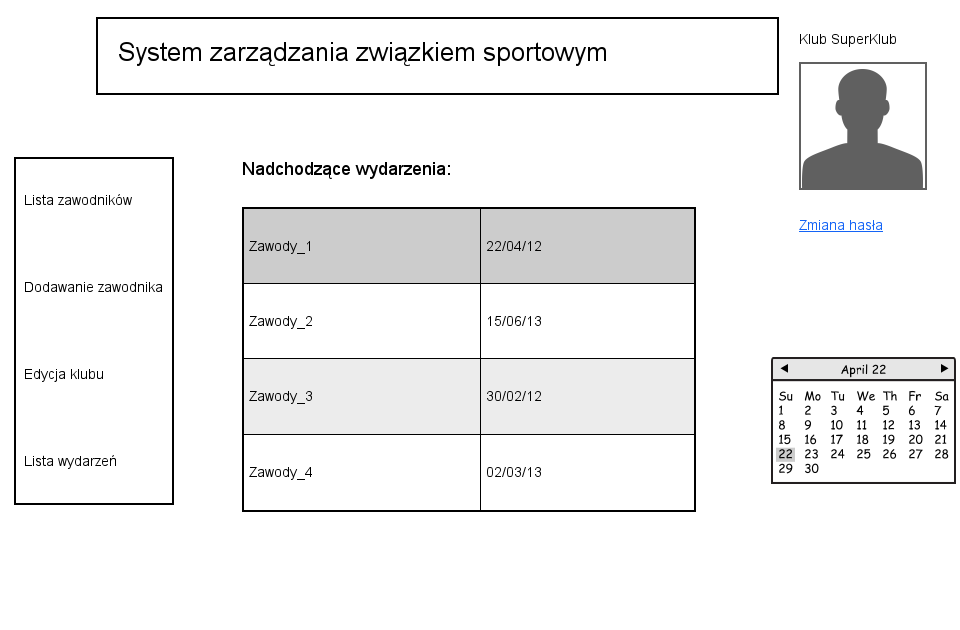 System zarządzania związkiem sportowym
Klub SuperKlub
Zmiana hasła
Lista zawodników
Dodawanie zawodnika
Edycja klubu
Lista wydarzeń
Nadchodzące wydarzenia:
Zawody_1 22/04/12
Zawody_2 15/06/13
Zawody_3 30/02/12
Zawody_4 02/03/13
April 22
Su Mo Tu We Th Fr Sa
1 2 3 4 5 6 7
8 9 10 11 12 13 14
15 16 17 18 19 20 21
22 23 24 25 26 27 28
29 30